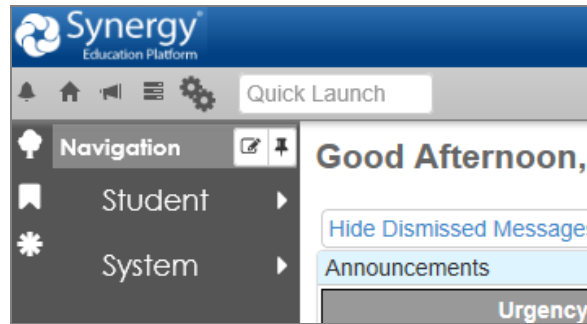 Synergy
Education Platform
Quick Launch
Navigation
Good Afternoon,
Student
Hide Dismissed Messages
System
Announcements
Urgency